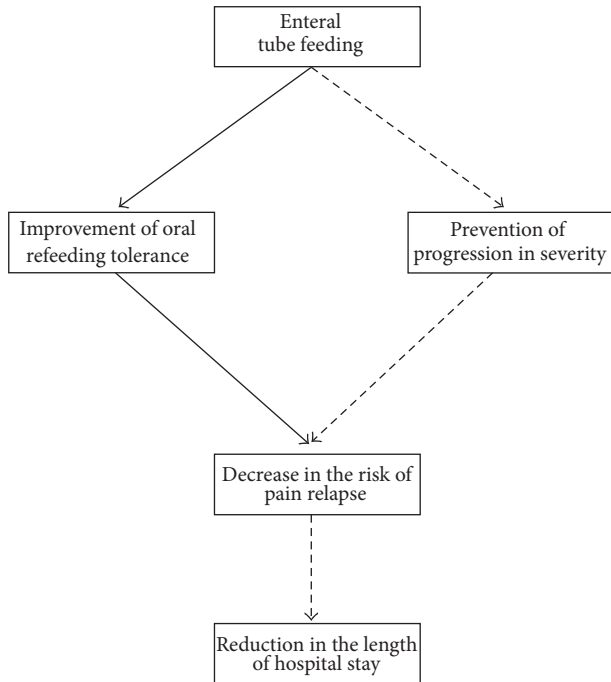 Enteral
tube feeding
Improvement of oral
refeeding tolerance
Prevention of
progression in severity
Decrease in the risk of
pain relapse
Reduction in the length
of hospital stay